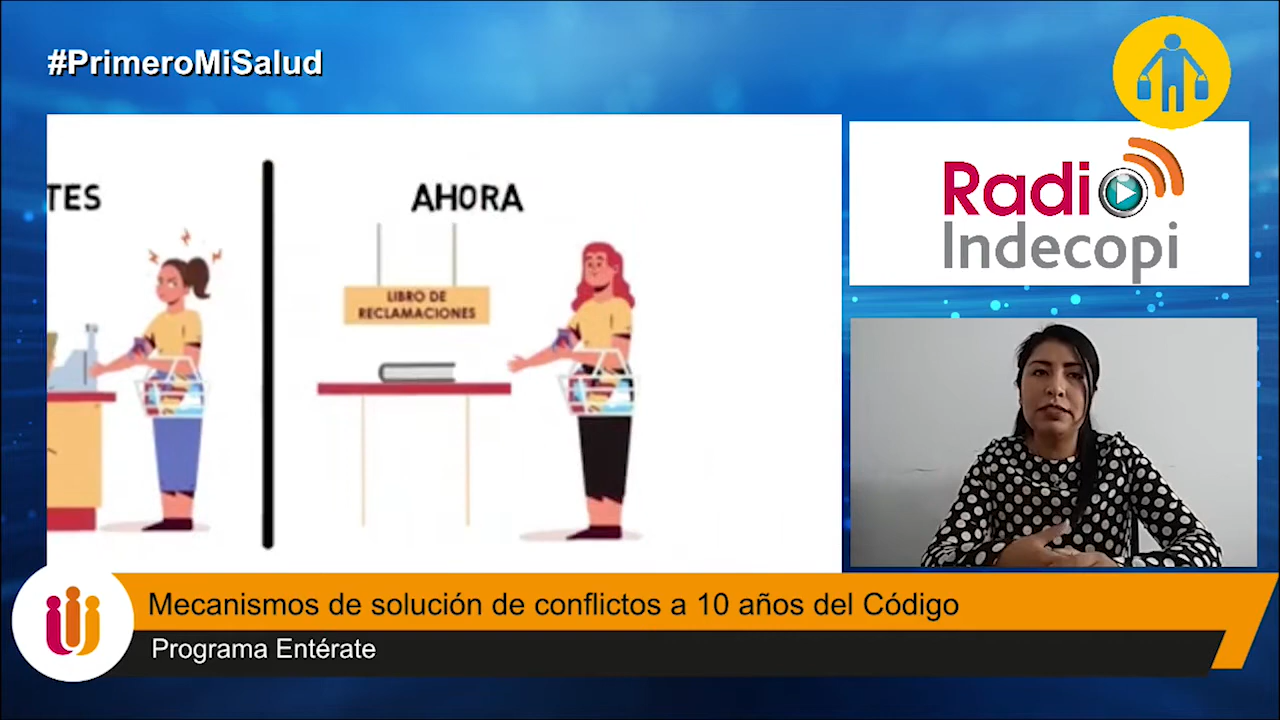 #PrimeroMiSalud
TES
AHORA
LIBRO DE
RECLAMACIONES
Radio
Indecopi
Mecanismos de solución de conflictos a 10 años del Código
Programa Entérate